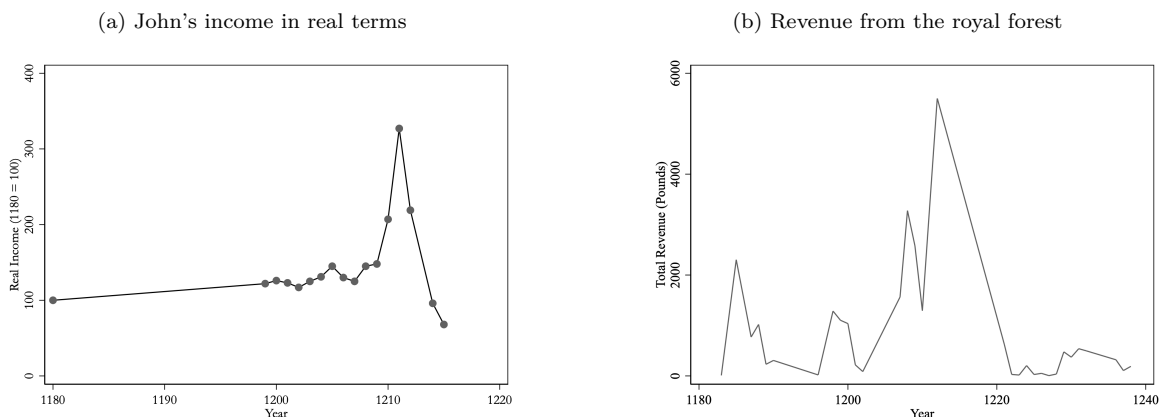 (a) John's income in real terms
Real Income (1180 = 100)
400
300
200
100
0
1180 1190 1200 1210 1220
Year
(b) Revenue from the royal forest
Total Revenue (Pounds)
6000
4000
2000
0
1180 1200 1220 1240
Year